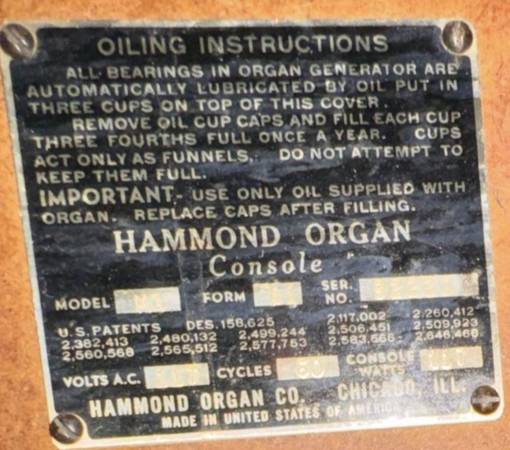 OILING INSTRUCTIONS
ALL BEARINGS IN ORGAN GENERATOR ARE
AUTOMATICALLY LUBRICATED BY OIL PUT IN
THREE CUPS ON TOP OF THIS COVER.
REMOVE OIL CUP CAPS AND FILL EACH CUP
THREE FOURTHS FULL ONCE A YEAR. CUPS
ACT ONLY AS FUNNELS. DO NOT ATTEMPT TO
KEEP THEM FULL.
IMPORTANT- USE ONLY OIL SUPPLIED WITH
ORGAN. REPLACE CAPS AFTER FILLING.
HAMMOND ORGAN
Console
MODEL FORM SER. NO.
U.S. PATENTS DES. 156,625 2,117,002 2,260,412
2,382,413 2,480,132 2,499,244 2,506,451 2,509,923
2,560,568 2,565,512 2,577,753 2,583,566 2,646,460
VOLTS A.C. CYCLES 60 CONSOLE WATTS
HAMMOND ORGAN CO. CHICAGO, ILL.
MADE IN UNITED STATES OF AMERICA